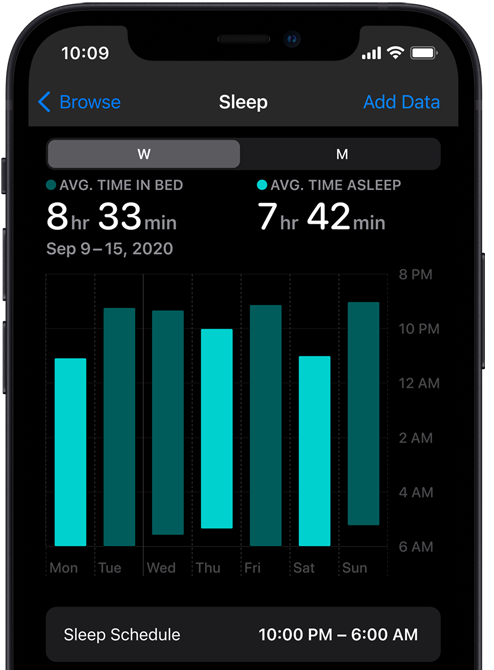 10:09
Browse
Sleep
Add Data
W
M
AVG. TIME IN BED
AVG. TIME ASLEEP
8 hr 33 min
7 hr 42 min
Sep 9–15, 2020
8 PM
10 PM
12 AM
2 AM
4 AM
6 AM
Mon Tue Wed Thu Fri Sat Sun
Sleep Schedule
10:00 PM – 6:00 AM